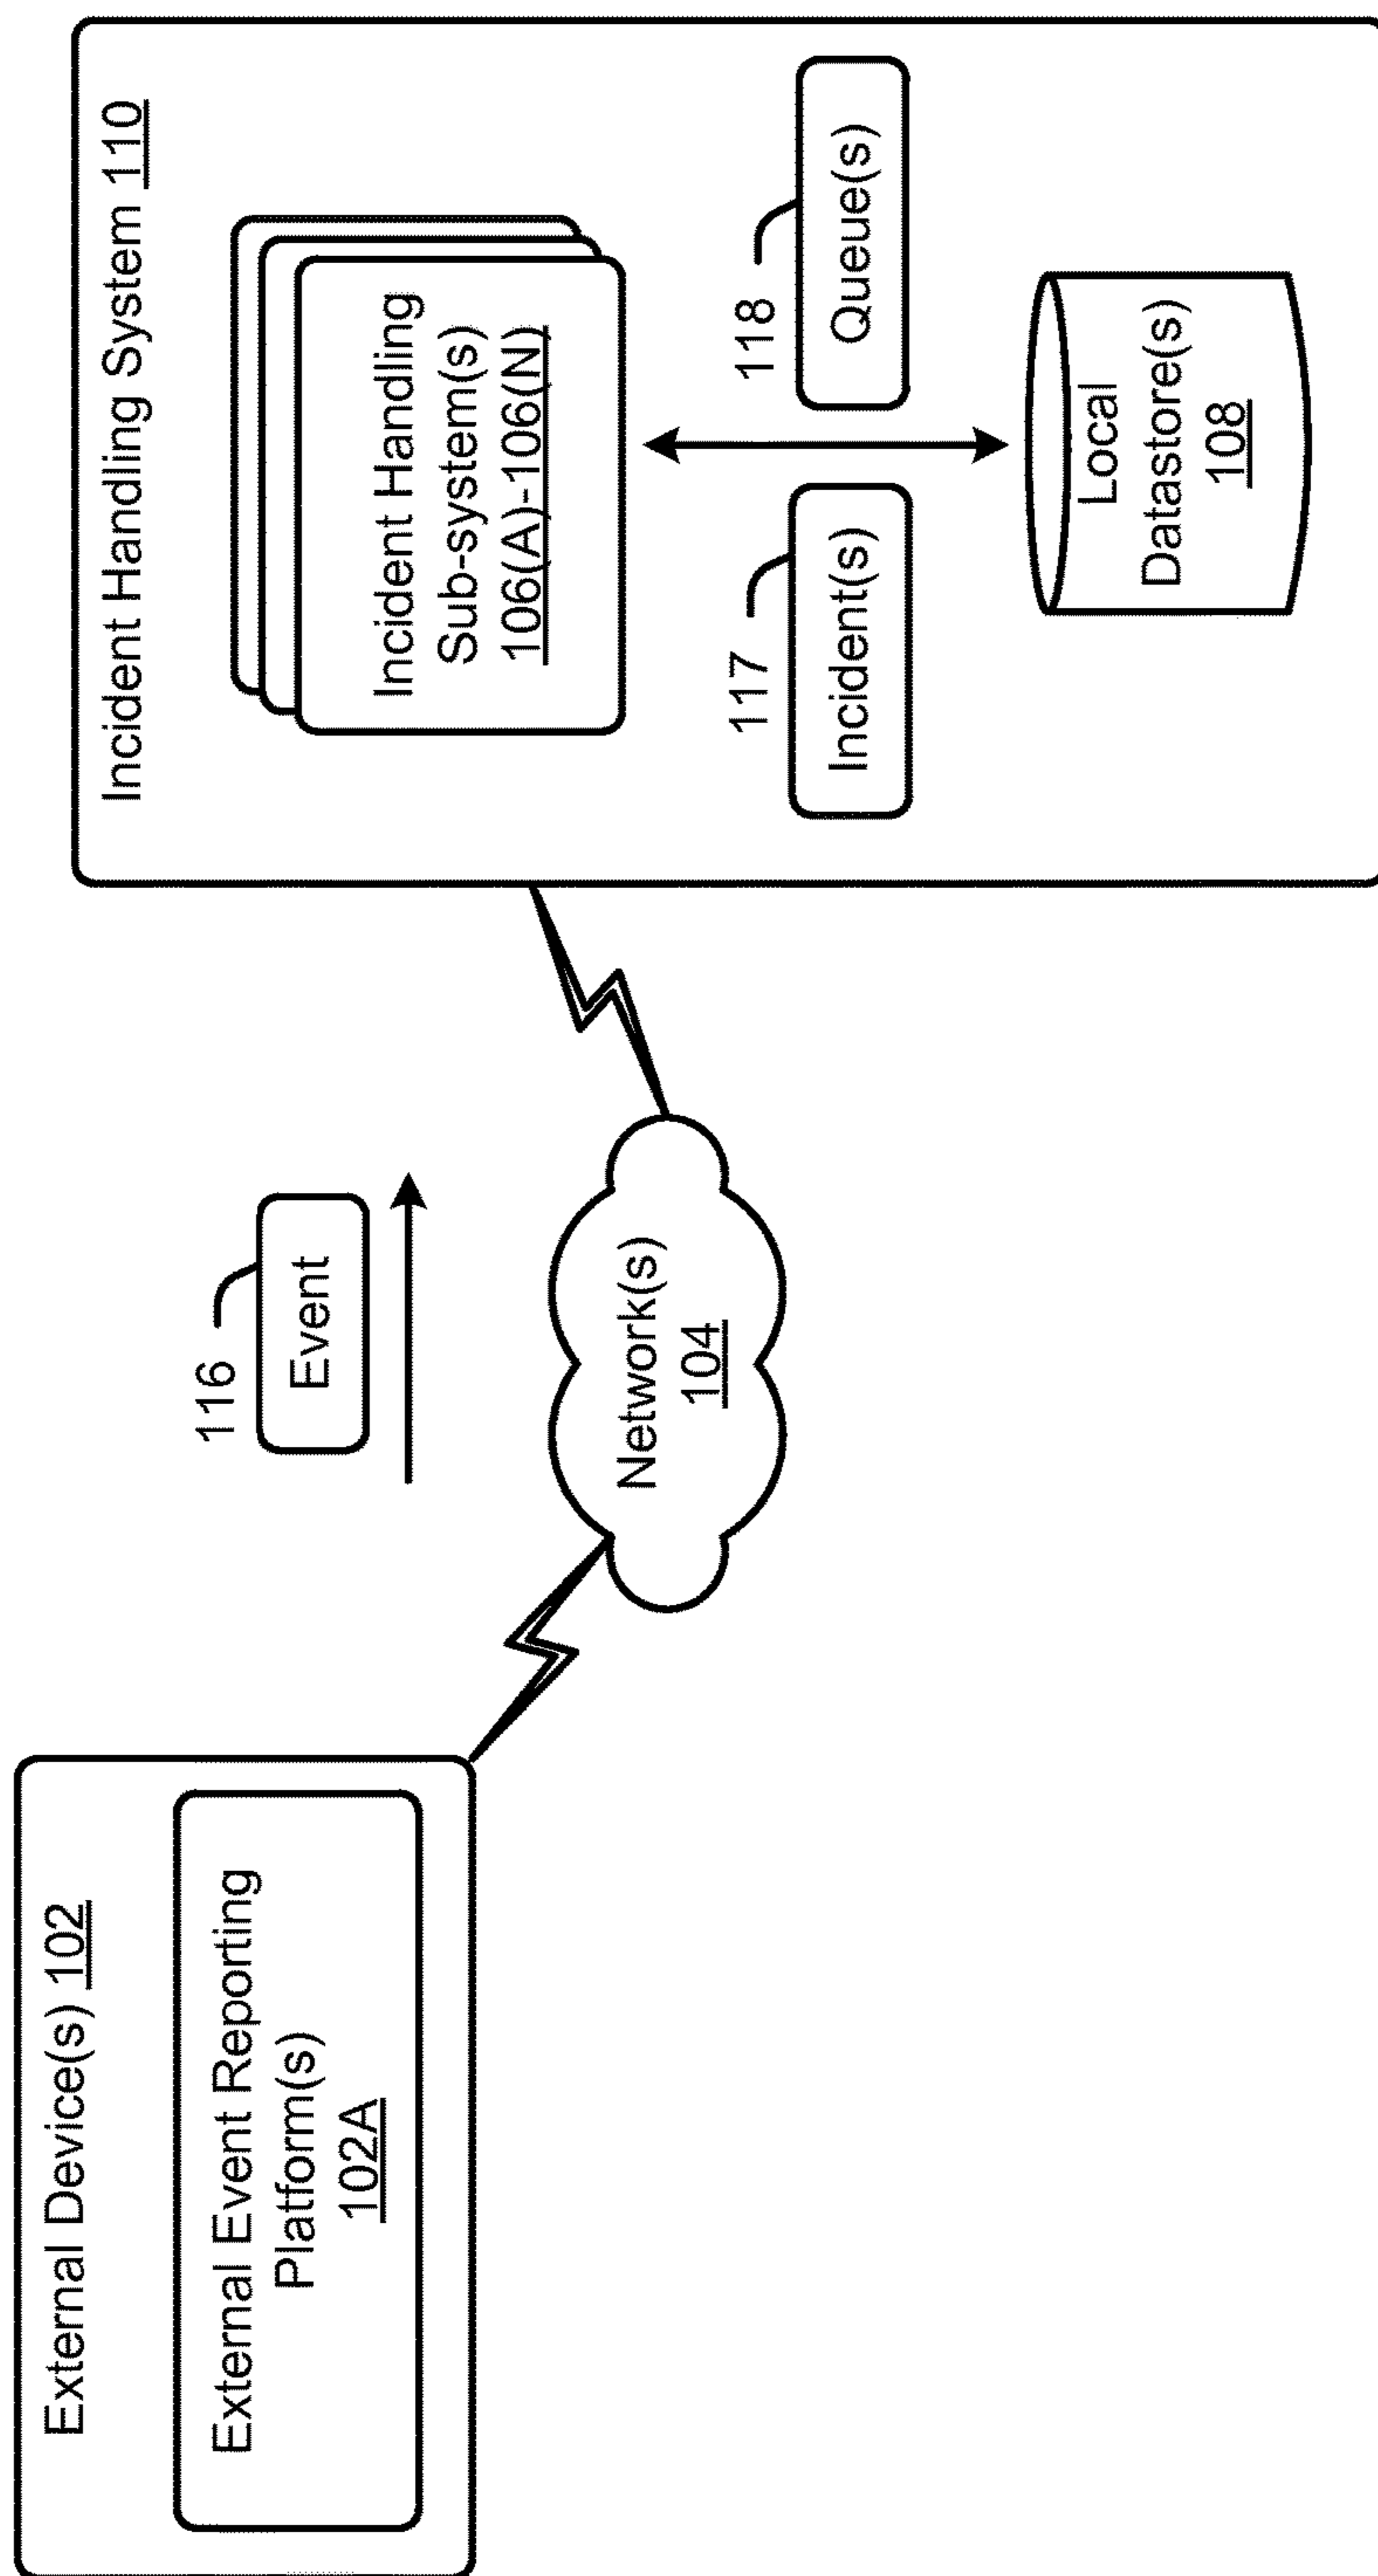 External Device(s) 102
External Event Reporting
Platform(s)
102A
116
Event
Network(s)
104
Incident Handling System 110
Incident Handling
Sub-system(s)
106(A)-106(N)
117
Incident(s)
118
Queue(s)
Local
Datastore(s)
108